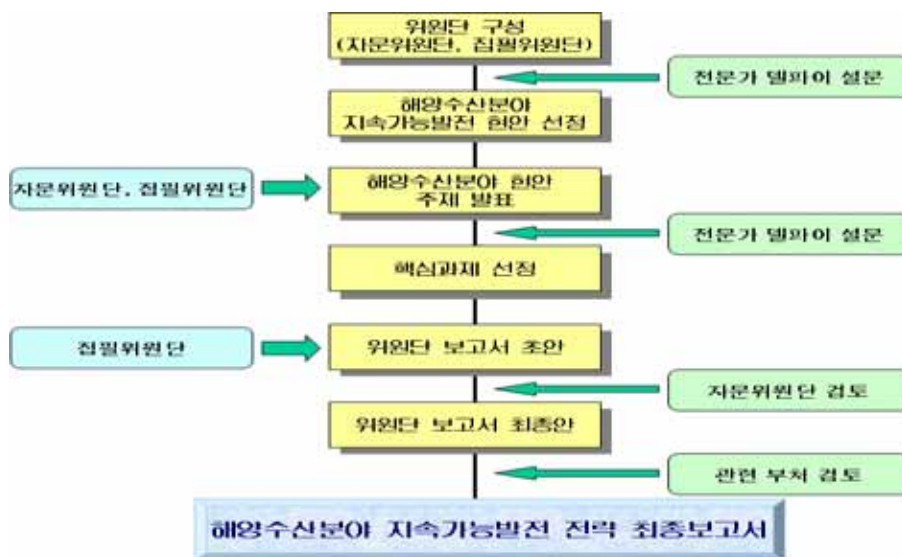 위원단 구성
(자문위원단, 집필위원단)
전문가 델파이 설문
해양수산분야
지속가능발전 현안 선정
자문위원단, 집필위원단
해양수산분야 현안
주제 발표
전문가 델파이 설문
핵심과제 선정
집필위원단
위원단 보고서 초안
자문위원단 검토
위원단 보고서 최종안
관련 부처 검토
해양수산분야 지속가능발전 전략 최종보고서